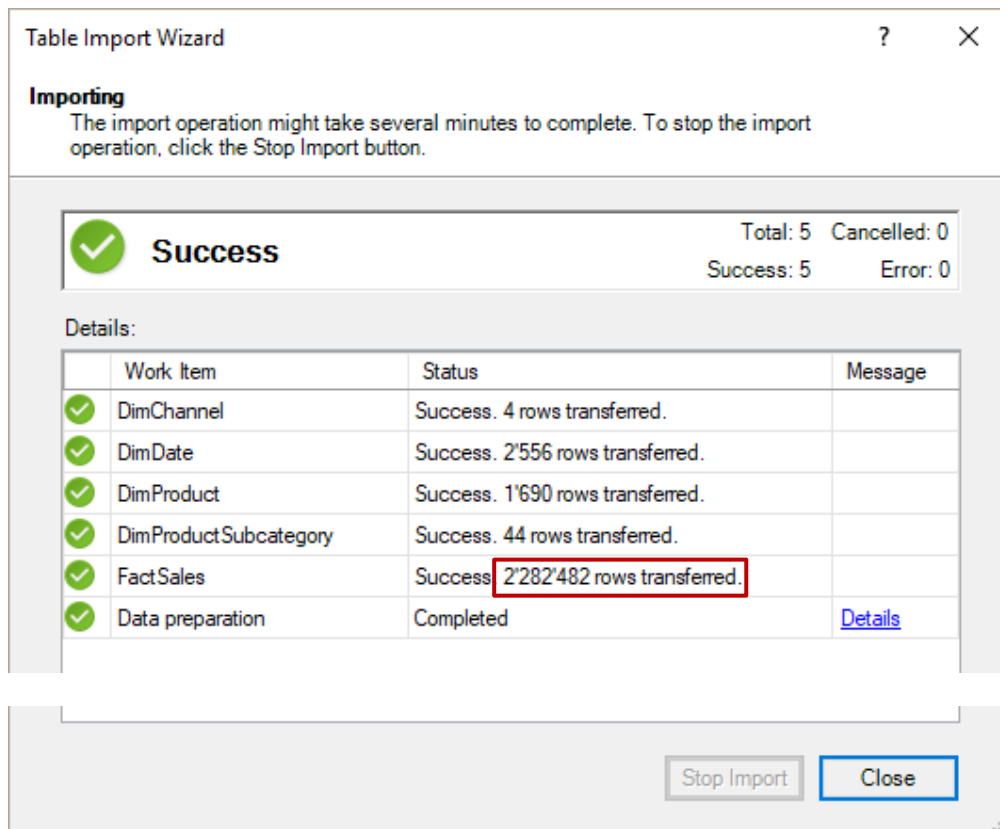 Table Import Wizard ?
Importing
The import operation might take several minutes to complete. To stop the import
operation, click the Stop Import button.
Success Total: 5 Cancelled: 0
Success: 5 Error: 0
Details:
Work Item Status Message
DimChannel Success. 4 rows transferred.
DimDate Success. 2'556 rows transferred.
DimProduct Success. 1'690 rows transferred.
DimProductSubcategory Success. 44 rows transferred.
FactSales Success. 2'282'482 rows transferred.
Data preparation Completed Details
Stop Import Close